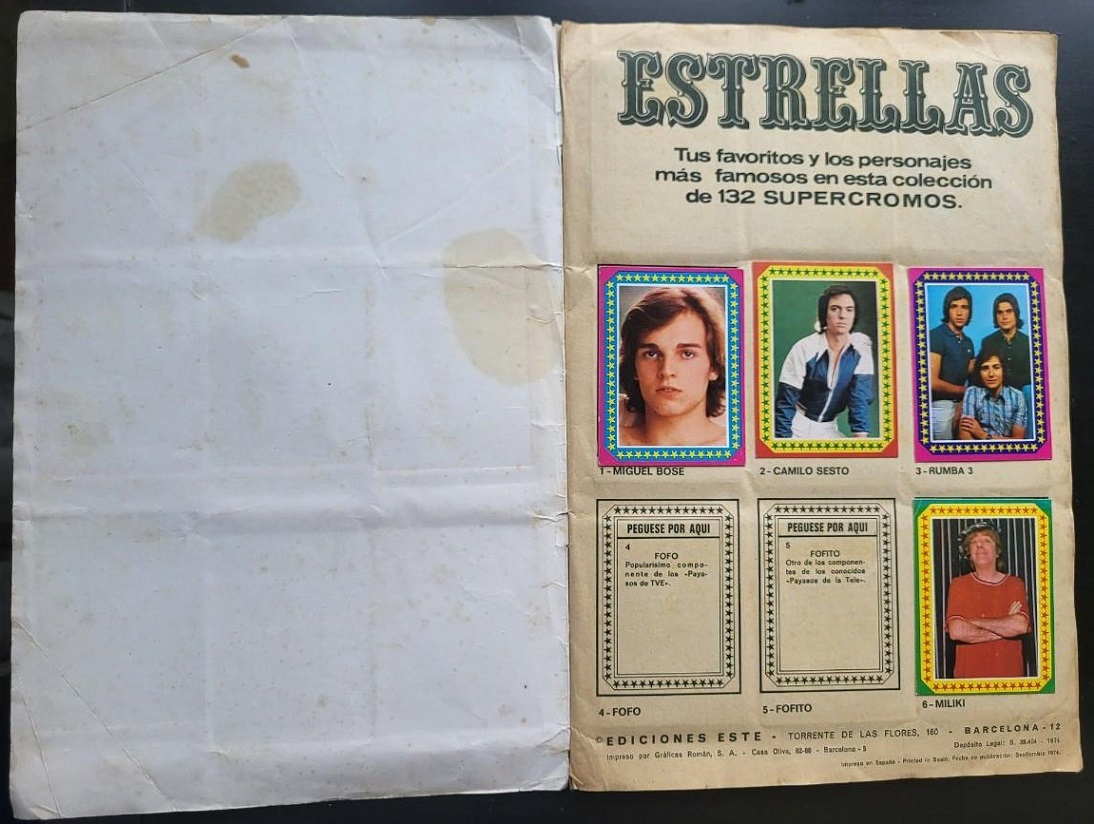 ESTRELLAS
Tus favoritos y los personajes
más famosos en esta colección
de 132 SUPERCROMOS.
1-MIGUEL BOSE
2-CAMILO SESTO
3-RUMBA 3
PEGUESE POR AQUI
4
FOFO
Popularísimo compo-
nente de los «Paya-
sos de TVE».
PEGUESE POR AQUI
5
FOFITO
Otro de los componen-
tes de los conocidos
«Payasos de la Tele».
4-FOFO
5-FOFITO
6-MILIKI
©EDICIONES ESTE - TORRENTE DE LAS FLORES, 160 - BARCELONA - 12
Impreso por Gráficas Román, S. A. - Casa Oliva, 82-88 - Barcelona - 5
Depósito Legal: B. - 1974
Impreso en España - Printed in Spain. Fecha de publicación: Septiembre 1974.